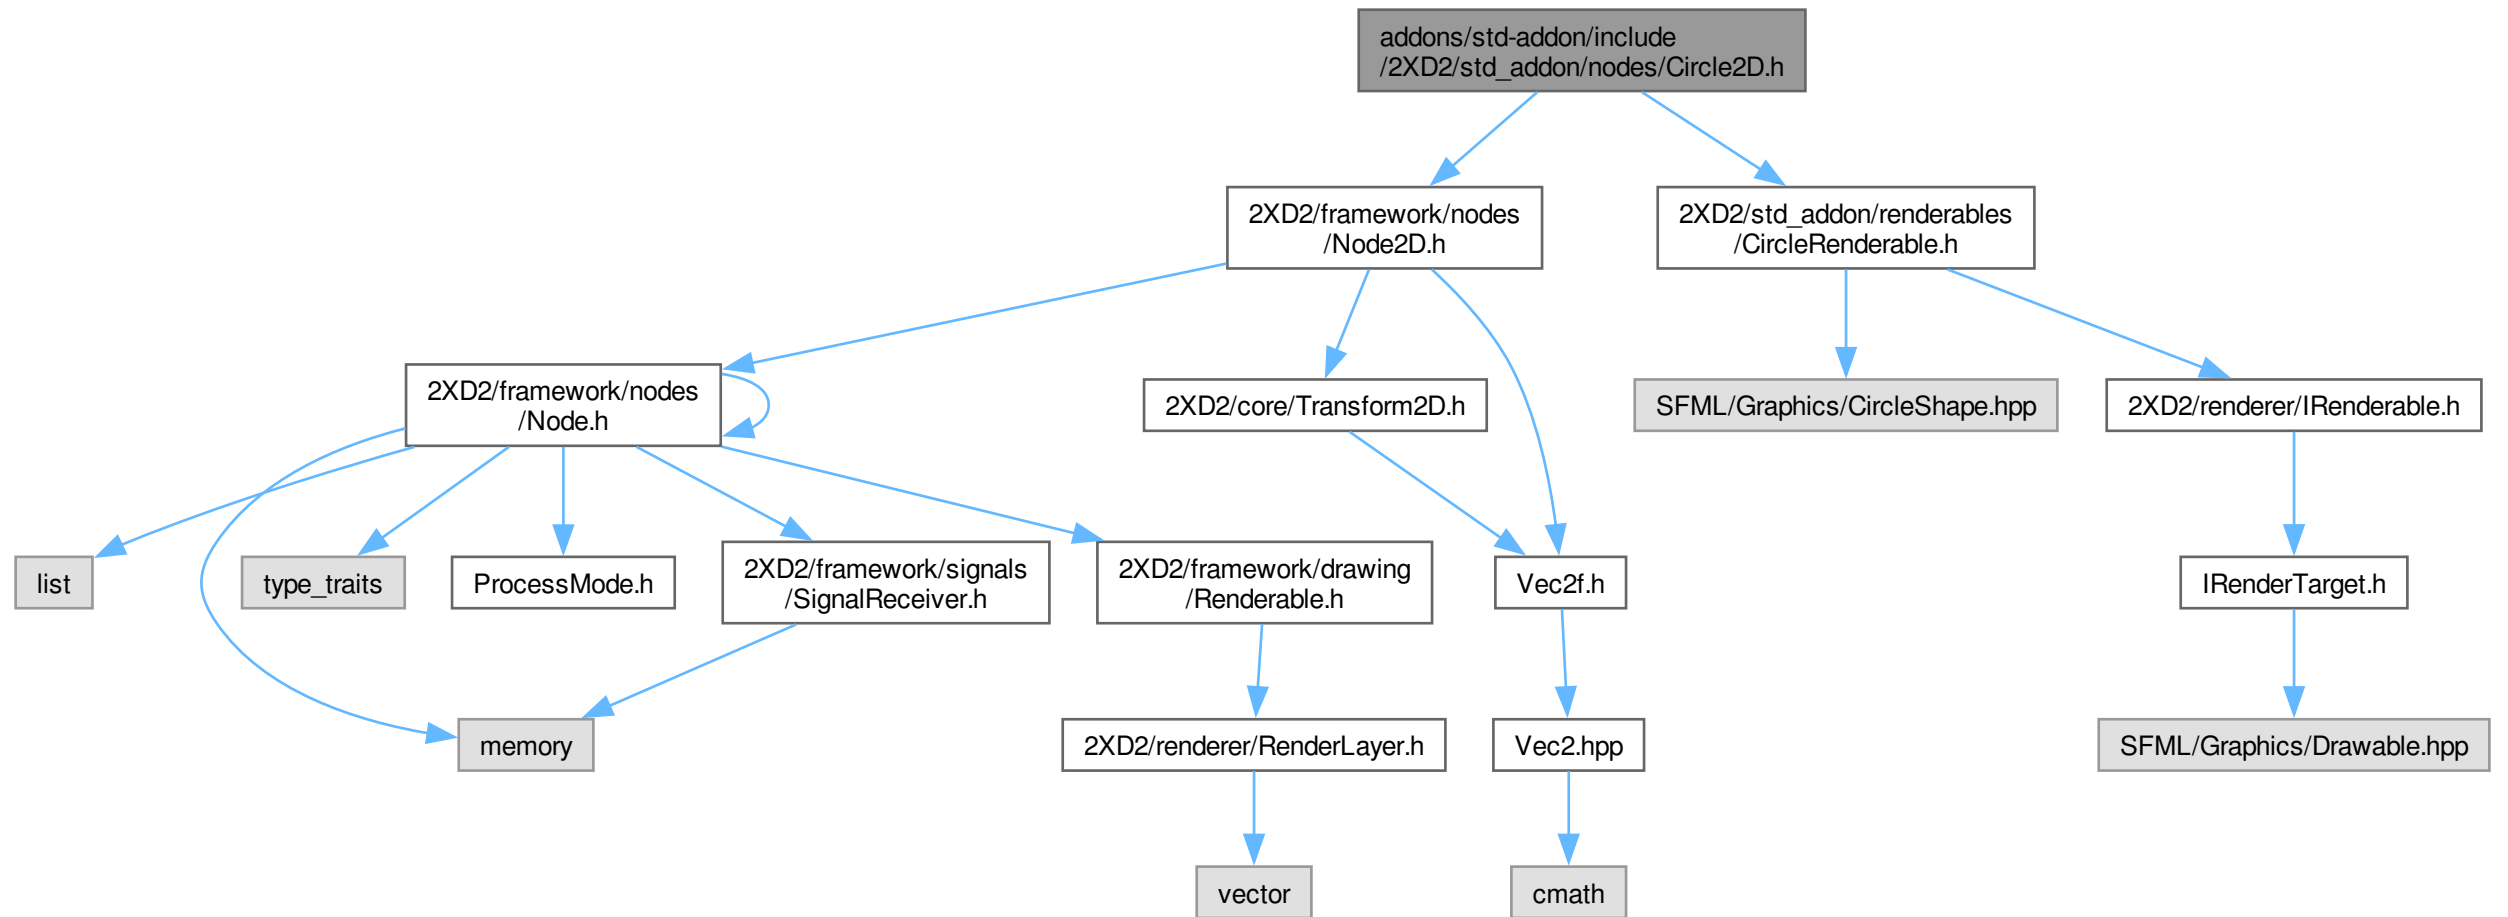 addons/std-addon/include
/2XD2/std_addon/nodes/Circle2D.h
2XD2/framework/nodes
/Node2D.h
2XD2/std_addon/renderables
/CircleRenderable.h
2XD2/framework/nodes
/Node.h
2XD2/core/Transform2D.h
SFML/Graphics/CircleShape.hpp
2XD2/renderer/IRenderable.h
list
type_traits
ProcessMode.h
2XD2/framework/signals
/SignalReceiver.h
2XD2/framework/drawing
/Renderable.h
Vec2f.h
IRenderTarget.h
memory
2XD2/renderer/RenderLayer.h
Vec2.hpp
SFML/Graphics/Drawable.hpp
vector
cmath